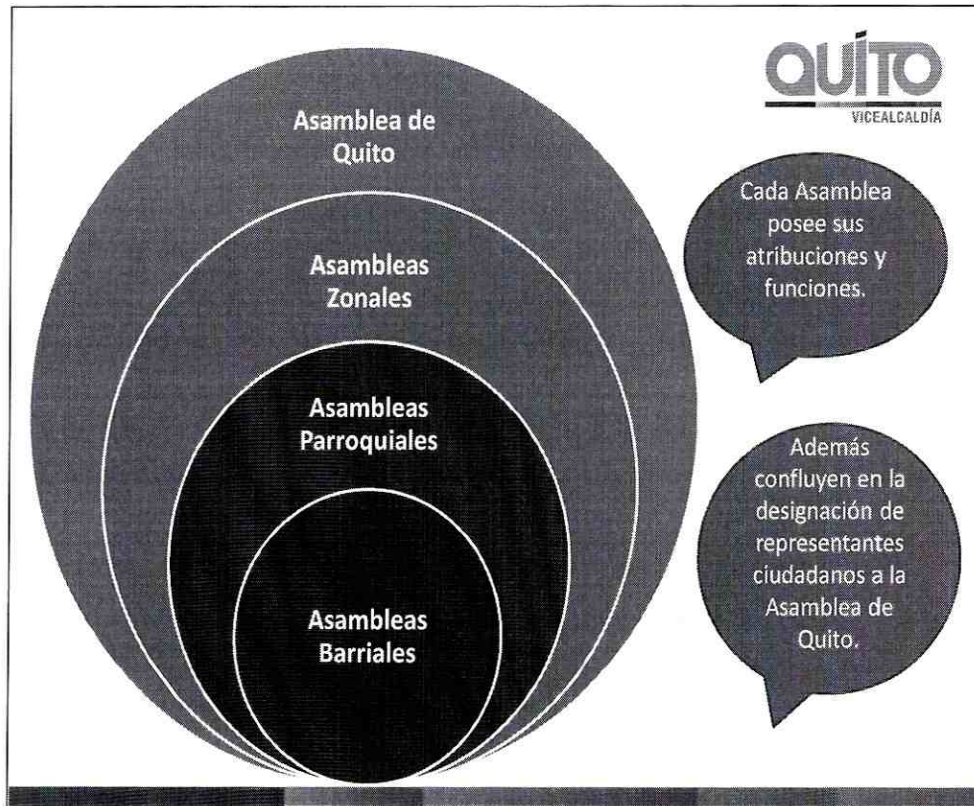 QUITO
VICEALCALDÍA
Asamblea de
Quito
Asambleas
Zonales
Asambleas
Parroquiales
Asambleas
Barriales
Cada Asamblea
posee sus
atribuciones y
funciones.
Además
confluyen en la
designación de
representantes
ciudadanos a la
Asamblea de
Quito.